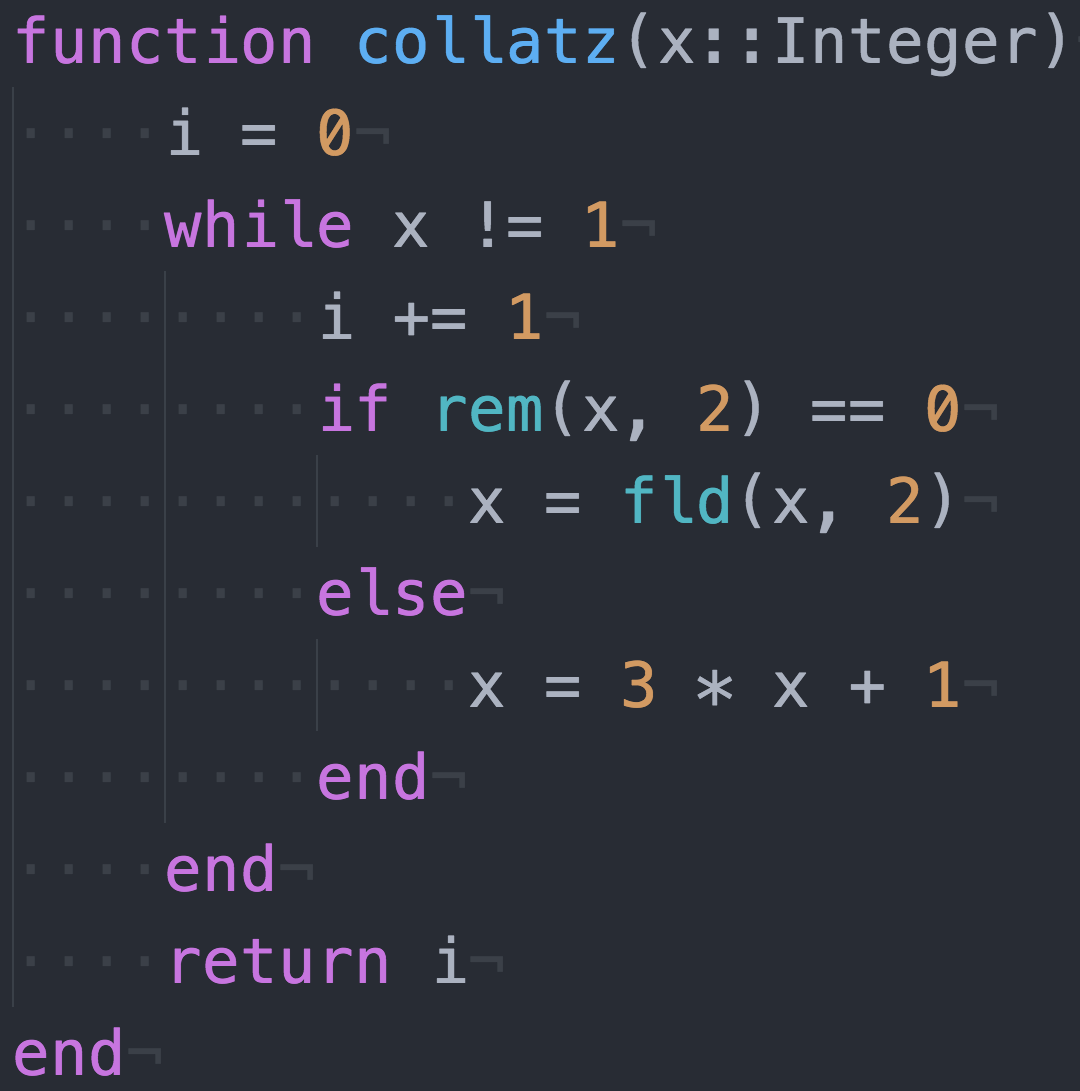 function collatz(x::Integer)
    i = 0
    while x != 1
        i += 1
        if rem(x, 2) == 0
            x = fld(x, 2)
        else
            x = 3 * x + 1
        end
    end
    return i
end